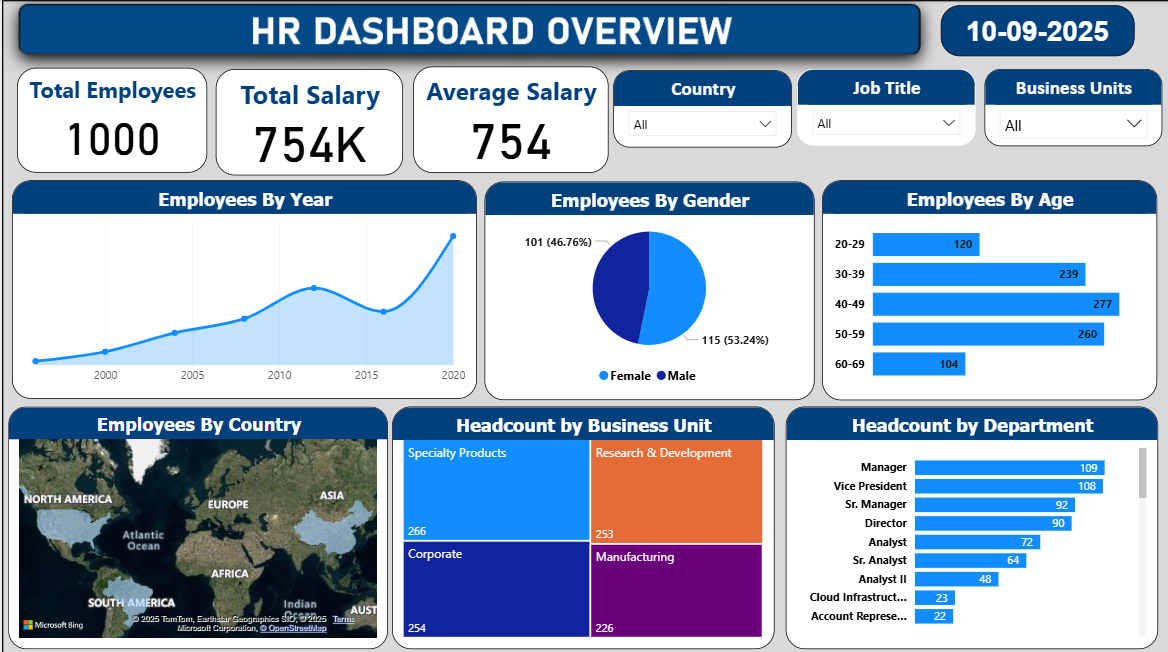 HR DASHBOARD OVERVIEW
10-09-2025
Total Employees
1000
Total Salary
754K
Average Salary
754
Country
All
Job Title
All
Business Units
All
Employees By Year
2000 2005 2010 2015 2020
Employees By Gender
101 (46.76%)
115 (53.24%)
Female Male
Employees By Age
20-29 120
30-39 239
40-49 277
50-59 260
60-69 104
Employees By Country
NORTH AMERICA
EUROPE
ASIA
Atlantic
Ocean
AFRICA
SOUTH AMERICA
Indian
Ocean
AUST
Microsoft Bing
© 2025 TomTom, Earthstar Geographics SIO, © 2025 Terms
Microsoft Corporation, © OpenStreetMap
Headcount by Business Unit
Specialty Products
266
Research & Development
253
Corporate
254
Manufacturing
226
Headcount by Department
Manager 109
Vice President 108
Sr. Manager 92
Director 90
Analyst 72
Sr. Analyst 64
Analyst II 48
Cloud Infrastruct... 23
Account Represe... 22